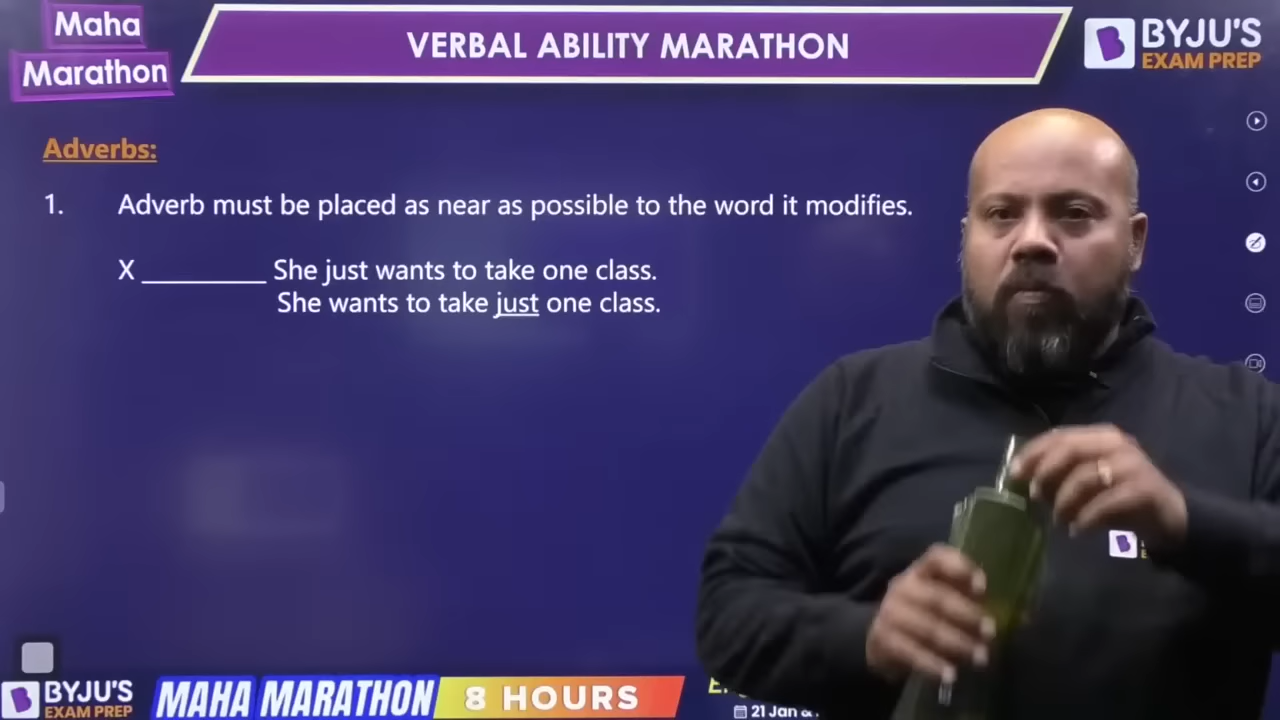 Maha
Marathon
VERBAL ABILITY MARATHON
BYJU'S
EXAM PREP
Adverbs:
1. Adverb must be placed as near as possible to the word it modifies.
X _________ She just wants to take one class.
She wants to take just one class.
BYJU'S
EXAM PREP
MAHA MARATHON
8 HOURS
21 Jan &